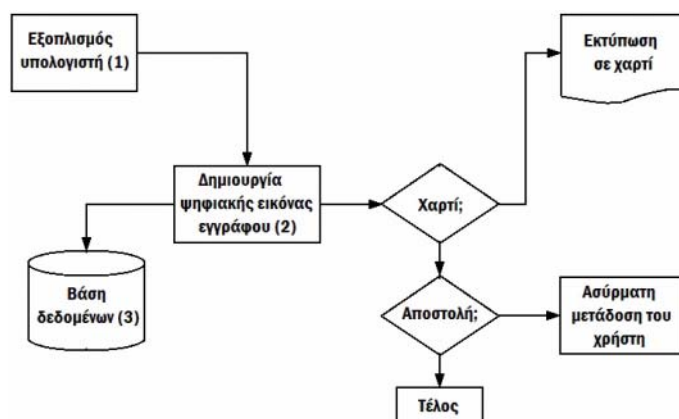 Εξοπλισμός
υπολογιστή (1)
Εκτύπωση
σε χαρτί
Δημιουργία
ψηφιακής εικόνας
εγγράφου (2)
Χαρτί;
Βάση
δεδομένων (3)
Αποστολή;
Ασύρματη
μετάδοση του
χρήστη
Τέλος